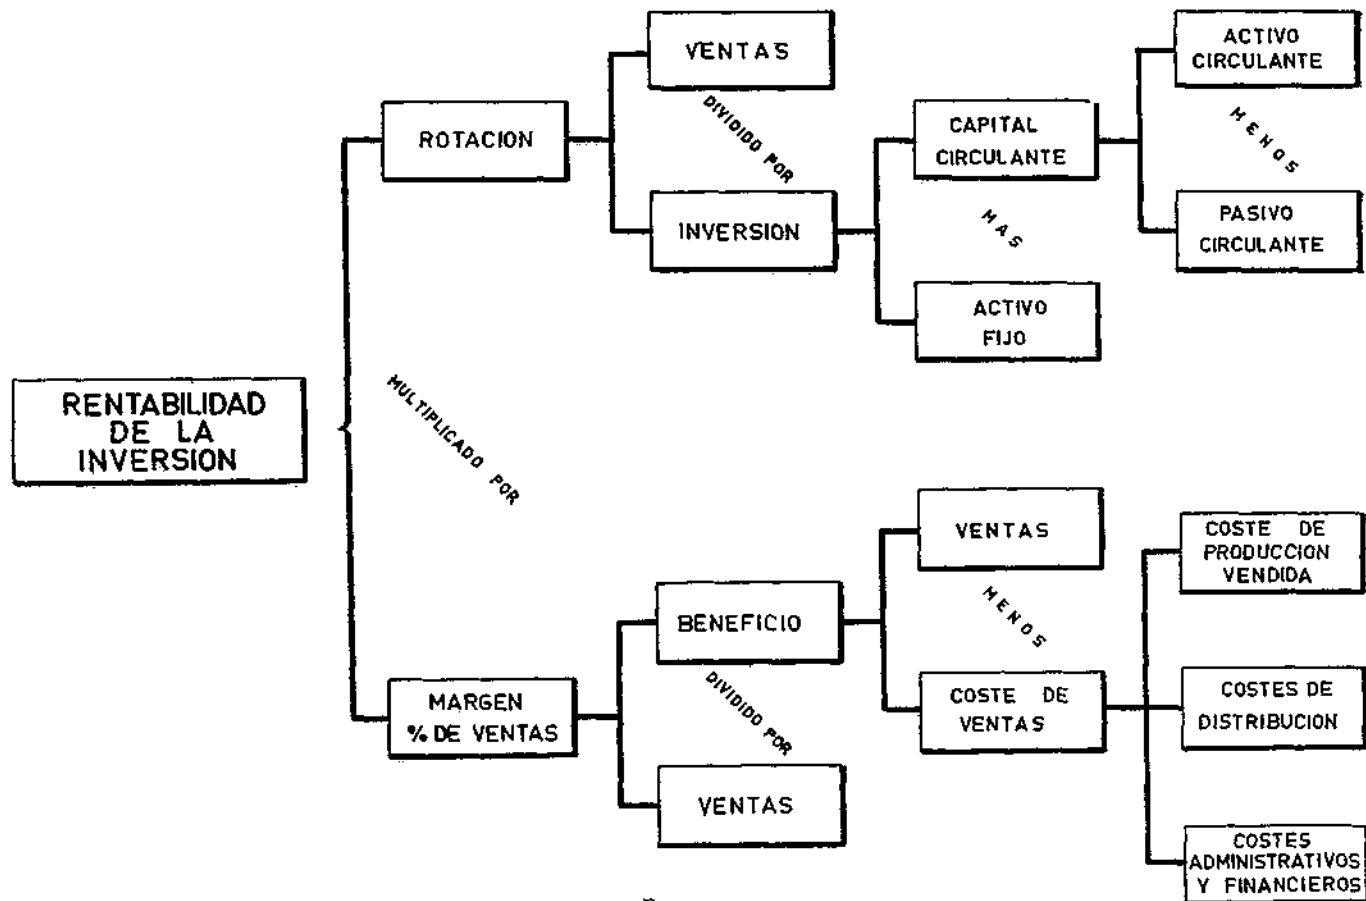 VENTAS
DIVIDIDO POR
INVERSION
ROTACION
CAPITAL
CIRCULANTE
MAS
ACTIVO
FIJO
ACTIVO
CIRCULANTE
MENOS
PASIVO
CIRCULANTE
RENTABILIDAD
DE LA
INVERSION
MULTIPLICADO POR
MARGEN
% DE VENTAS
BENEFICIO
DIVIDIDO POR
VENTAS
VENTAS
MENOS
COSTE DE
VENTAS
COSTE DE
PRODUCCION
VENDIDA
COSTES DE
DISTRIBUCION
COSTES
ADMINISTRATIVOS
Y FINANCIEROS